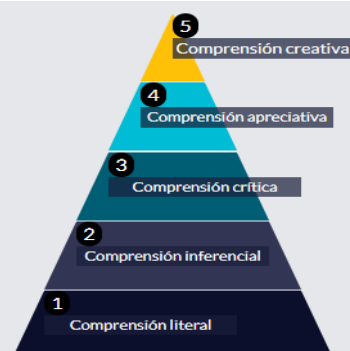 5
Comprensión creativa
4
Comprensión apreciativa
3
Comprensión crítica
2
Comprensión inferencial
1
Comprensión literal